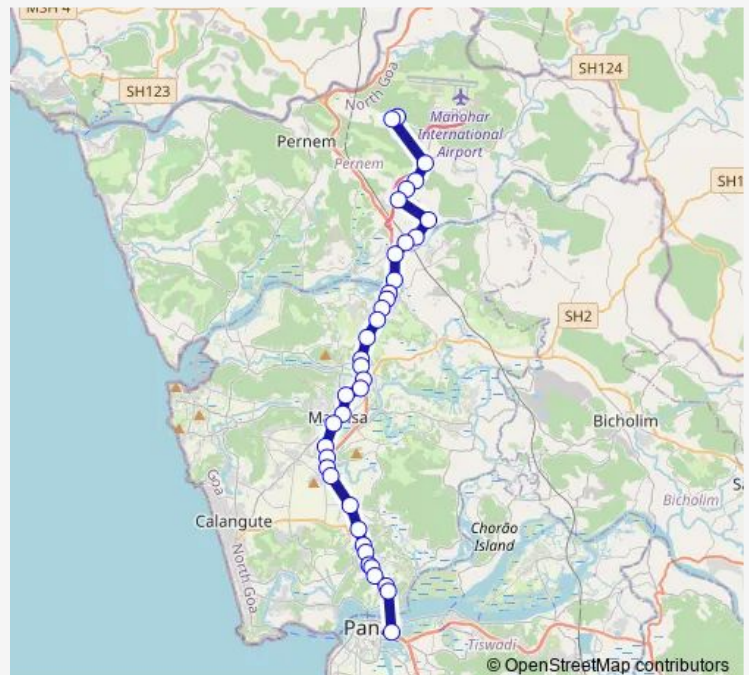 MSH 4
SH124
North Goa
SH123
Manohar
International
Airport
Pernem
Pernem
SH1
SH2
Bicholim
Goa
Bicholim
Calangute
Chorão
Island
North Goa
Pan
Tiswadi
© OpenStreetMap contributors